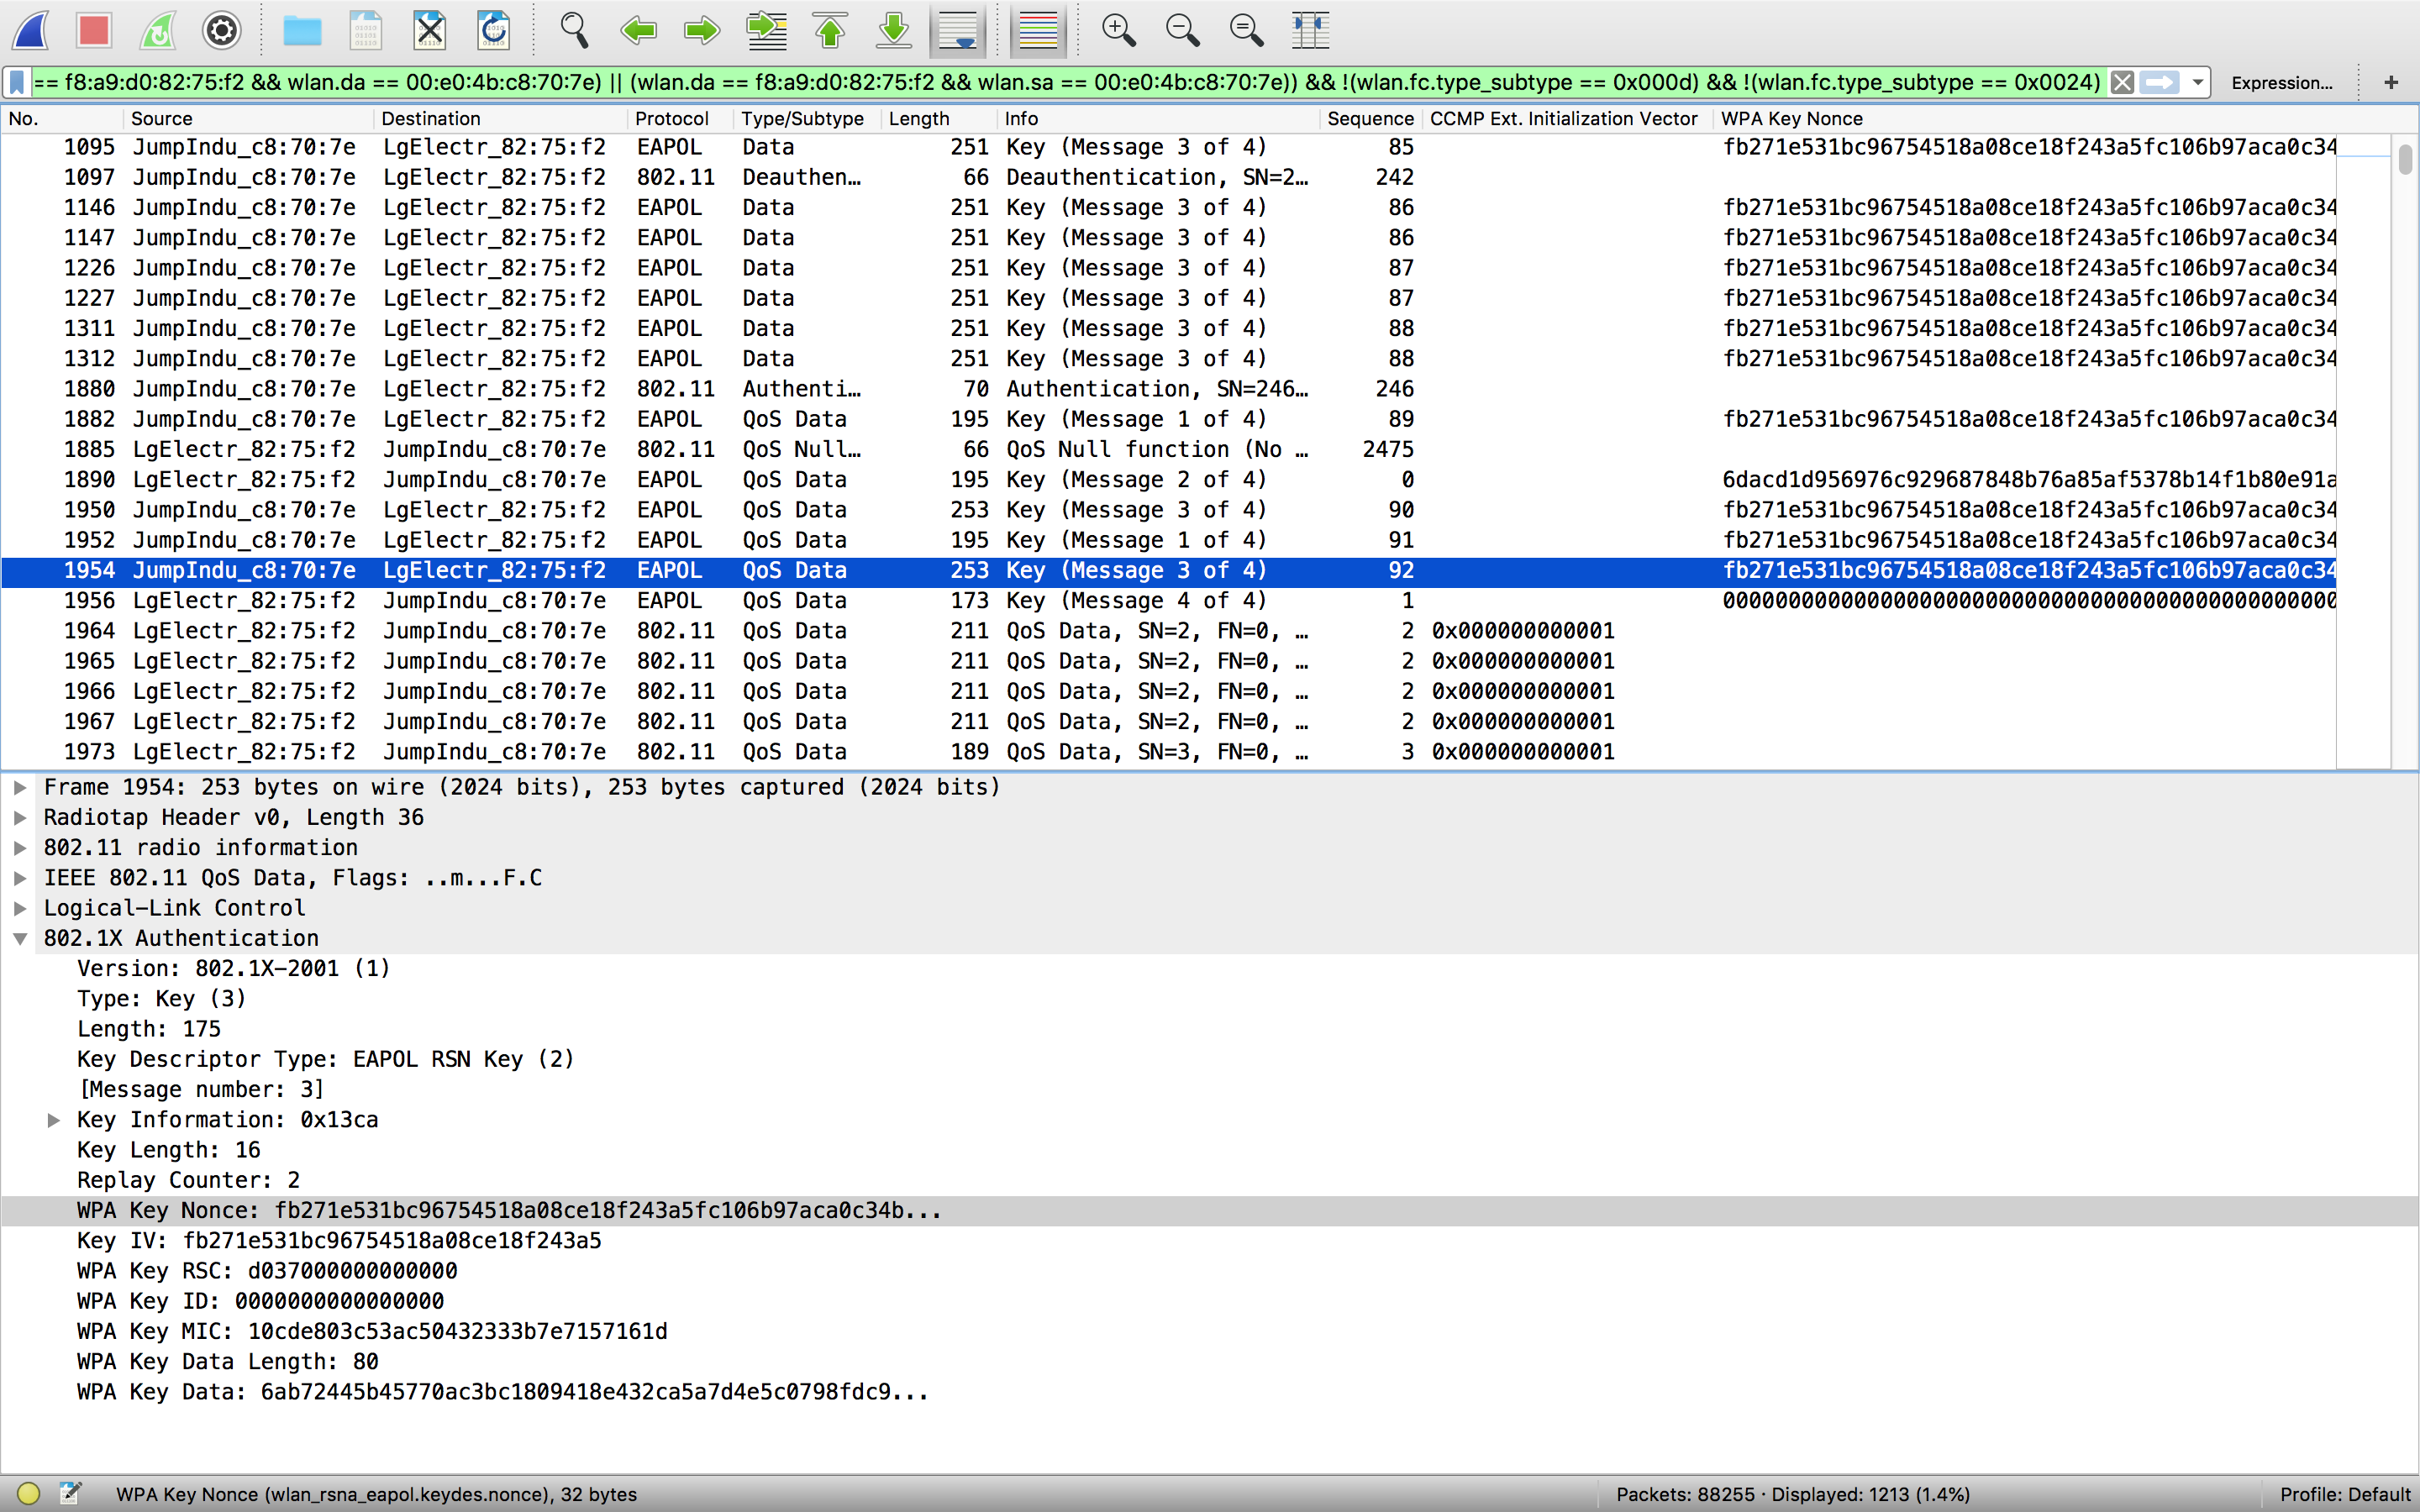 == f8:a9:d0:82:75:f2 && wlan.da == 00:e0:4b:c8:70:7e) || (wlan.da == f8:a9:d0:82:75:f2 && wlan.sa == 00:e0:4b:c8:70:7e)) && !(wlan.fc.type_subtype == 0x000d) && !(wlan.fc.type_subtype == 0x0024) Expression... +
No. Source Destination Protocol Type/Subtype Length Info Sequence CCMP Ext. Initialization Vector WPA Key Nonce
1095 JumpIndu_c8:70:7e LgElectr_82:75:f2 EAPOL Data 251 Key (Message 3 of 4) 85 fb271e531bc96754518a08ce18f243a5fc106b97aca0c34
1097 JumpIndu_c8:70:7e LgElectr_82:75:f2 802.11 Deauthen… 66 Deauthentication, SN=2… 242
1146 JumpIndu_c8:70:7e LgElectr_82:75:f2 EAPOL Data 251 Key (Message 3 of 4) 86 fb271e531bc96754518a08ce18f243a5fc106b97aca0c34
1147 JumpIndu_c8:70:7e LgElectr_82:75:f2 EAPOL Data 251 Key (Message 3 of 4) 86 fb271e531bc96754518a08ce18f243a5fc106b97aca0c34
1226 JumpIndu_c8:70:7e LgElectr_82:75:f2 EAPOL Data 251 Key (Message 3 of 4) 87 fb271e531bc96754518a08ce18f243a5fc106b97aca0c34
1227 JumpIndu_c8:70:7e LgElectr_82:75:f2 EAPOL Data 251 Key (Message 3 of 4) 87 fb271e531bc96754518a08ce18f243a5fc106b97aca0c34
1311 JumpIndu_c8:70:7e LgElectr_82:75:f2 EAPOL Data 251 Key (Message 3 of 4) 88 fb271e531bc96754518a08ce18f243a5fc106b97aca0c34
1312 JumpIndu_c8:70:7e LgElectr_82:75:f2 EAPOL Data 251 Key (Message 3 of 4) 88 fb271e531bc96754518a08ce18f243a5fc106b97aca0c34
1880 JumpIndu_c8:70:7e LgElectr_82:75:f2 802.11 Authenti… 70 Authentication, SN=246… 246
1882 JumpIndu_c8:70:7e LgElectr_82:75:f2 EAPOL QoS Data 195 Key (Message 1 of 4) 89 fb271e531bc96754518a08ce18f243a5fc106b97aca0c34
1885 LgElectr_82:75:f2 JumpIndu_c8:70:7e 802.11 QoS Null… 66 QoS Null function (No … 2475
1890 LgElectr_82:75:f2 JumpIndu_c8:70:7e EAPOL QoS Data 195 Key (Message 2 of 4) 0 6dacd1d956976c929687848b76a85af5378b14f1b80e91a
1950 JumpIndu_c8:70:7e LgElectr_82:75:f2 EAPOL QoS Data 253 Key (Message 3 of 4) 90 fb271e531bc96754518a08ce18f243a5fc106b97aca0c34
1952 JumpIndu_c8:70:7e LgElectr_82:75:f2 EAPOL QoS Data 195 Key (Message 1 of 4) 91 fb271e531bc96754518a08ce18f243a5fc106b97aca0c34
1954 JumpIndu_c8:70:7e LgElectr_82:75:f2 EAPOL QoS Data 253 Key (Message 3 of 4) 92 fb271e531bc96754518a08ce18f243a5fc106b97aca0c34
1956 LgElectr_82:75:f2 JumpIndu_c8:70:7e EAPOL QoS Data 173 Key (Message 4 of 4) 1 00000000000000000000000000000000000000000000000
1964 LgElectr_82:75:f2 JumpIndu_c8:70:7e 802.11 QoS Data 211 QoS Data, SN=2, FN=0, … 2 0x000000000001
1965 LgElectr_82:75:f2 JumpIndu_c8:70:7e 802.11 QoS Data 211 QoS Data, SN=2, FN=0, … 2 0x000000000001
1966 LgElectr_82:75:f2 JumpIndu_c8:70:7e 802.11 QoS Data 211 QoS Data, SN=2, FN=0, … 2 0x000000000001
1967 LgElectr_82:75:f2 JumpIndu_c8:70:7e 802.11 QoS Data 211 QoS Data, SN=2, FN=0, … 2 0x000000000001
1973 LgElectr_82:75:f2 JumpIndu_c8:70:7e 802.11 QoS Data 189 QoS Data, SN=3, FN=0, … 3 0x000000000001
Frame 1954: 253 bytes on wire (2024 bits), 253 bytes captured (2024 bits)
Radiotap Header v0, Length 36
802.11 radio information
IEEE 802.11 QoS Data, Flags: ..m...F.C
Logical-Link Control
802.1X Authentication
Version: 802.1X-2001 (1)
Type: Key (3)
Length: 175
Key Descriptor Type: EAPOL RSN Key (2)
[Message number: 3]
Key Information: 0x13ca
Key Length: 16
Replay Counter: 2
WPA Key Nonce: fb271e531bc96754518a08ce18f243a5fc106b97aca0c34b...
Key IV: fb271e531bc96754518a08ce18f243a5
WPA Key RSC: d037000000000000
WPA Key ID: 0000000000000000
WPA Key MIC: 10cde803c53ac50432333b7e7157161d
WPA Key Data Length: 80
WPA Key Data: 6ab72445b45770ac3bc1809418e432ca5a7d4e5c0798fdc9...
WPA Key Nonce (wlan_rsna_eapol.keydes.nonce), 32 bytes Packets: 88255 · Displayed: 1213 (1.4%) Profile: Default